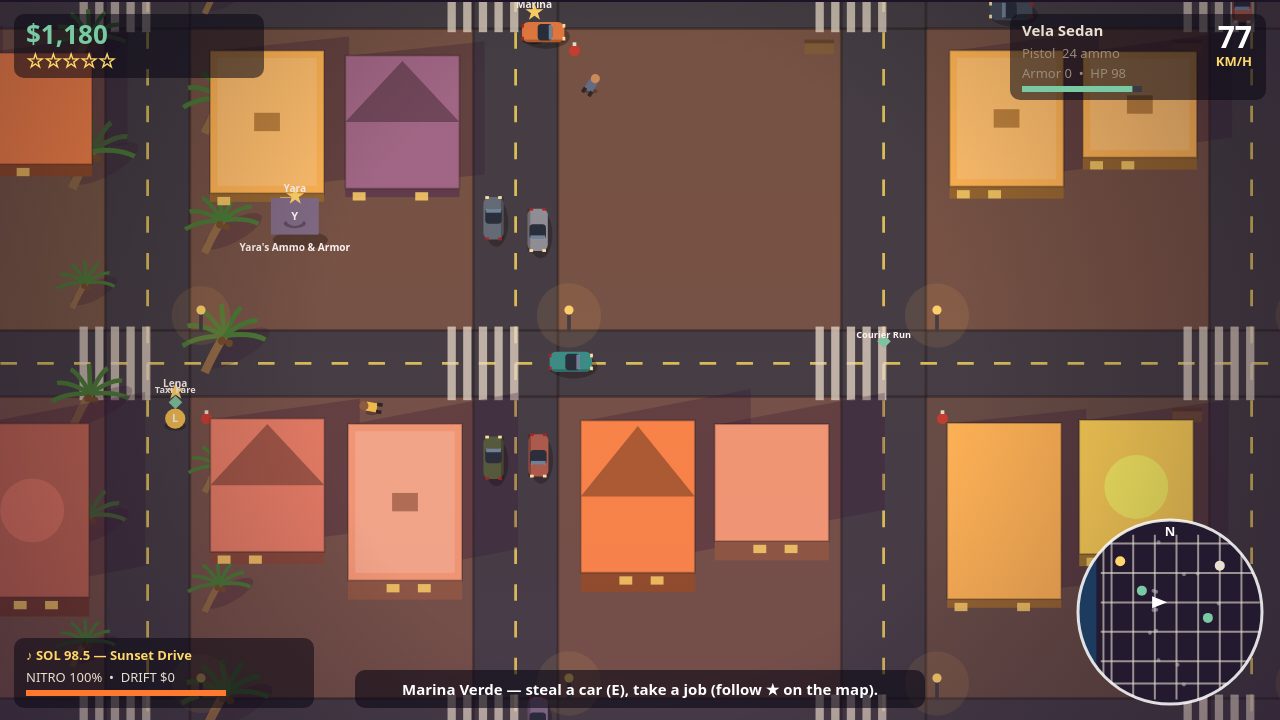 Marina
$1,180
Vela Sedan
77
KM/H
Pistol 24 ammo
Armor 0 • HP 98
Yara
Y
Yara's Ammo & Armor
Courier Run
Lena
L
N
♪ SOL 98.5 — Sunset Drive
NITRO 100% • DRIFT $0
Marina Verde — steal a car (E), take a job (follow ★ on the map).